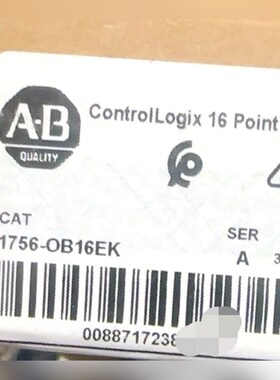 A-B
QUALITY
ControlLogix 16 Point
CAT
1756-OB16EK
SER
A
3
0088717238